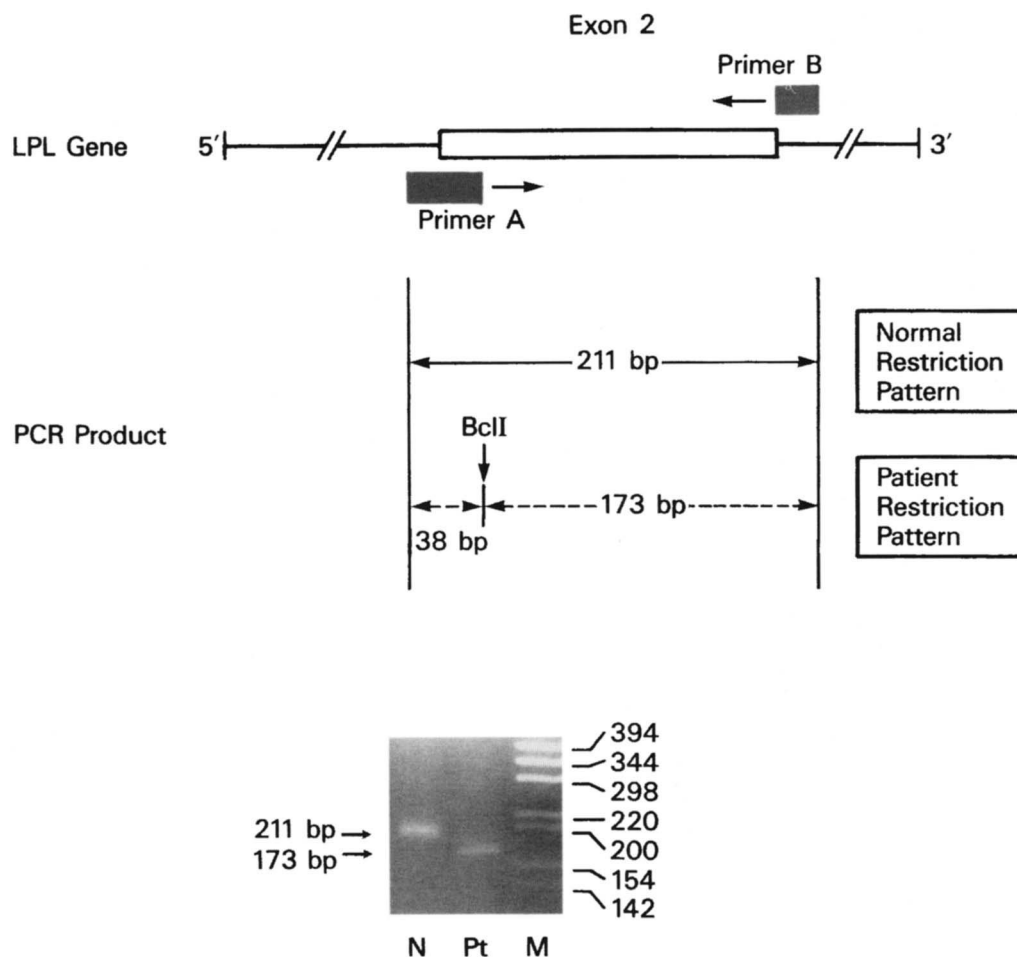 Exon 2
Primer B
LPL Gene
5′
3′
Primer A
211 bp
Normal
Restriction
Pattern
PCR Product
BclI
Patient
Restriction
Pattern
173 bp
38 bp
394
344
298
220
200
154
142
211 bp
173 bp
N Pt M